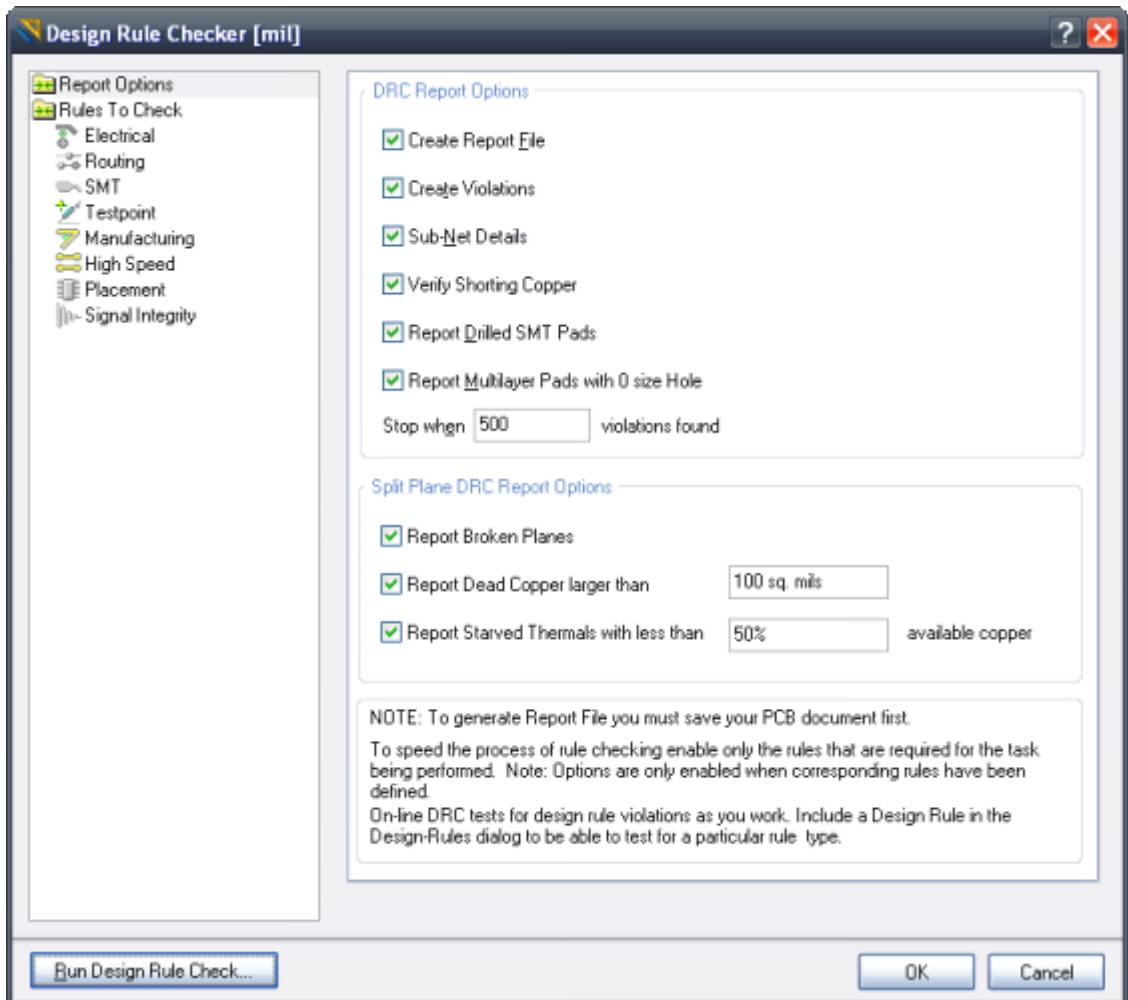 Design Rule Checker [mil]
Report Options
Rules To Check
Electrical
Routing
SMT
Testpoint
Manufacturing
High Speed
Placement
Signal Integrity
DRC Report Options
Create Report File
Create Violations
Sub-Net Details
Verify Shorting Copper
Report Drilled SMT Pads
Report Multilayer Pads with 0 size Hole
Stop when 500 violations found
Split Plane DRC Report Options
Report Broken Planes
Report Dead Copper larger than 100 sq. mils
Report Starved Thermals with less than 50% available copper
NOTE: To generate Report File you must save your PCB document first.
To speed the process of rule checking enable only the rules that are required for the task
being performed. Note: Options are only enabled when corresponding rules have been
defined.
On-line DRC tests for design rule violations as you work. Include a Design Rule in the
Design-Rules dialog to be able to test for a particular rule type.
Run Design Rule Check...
OK
Cancel